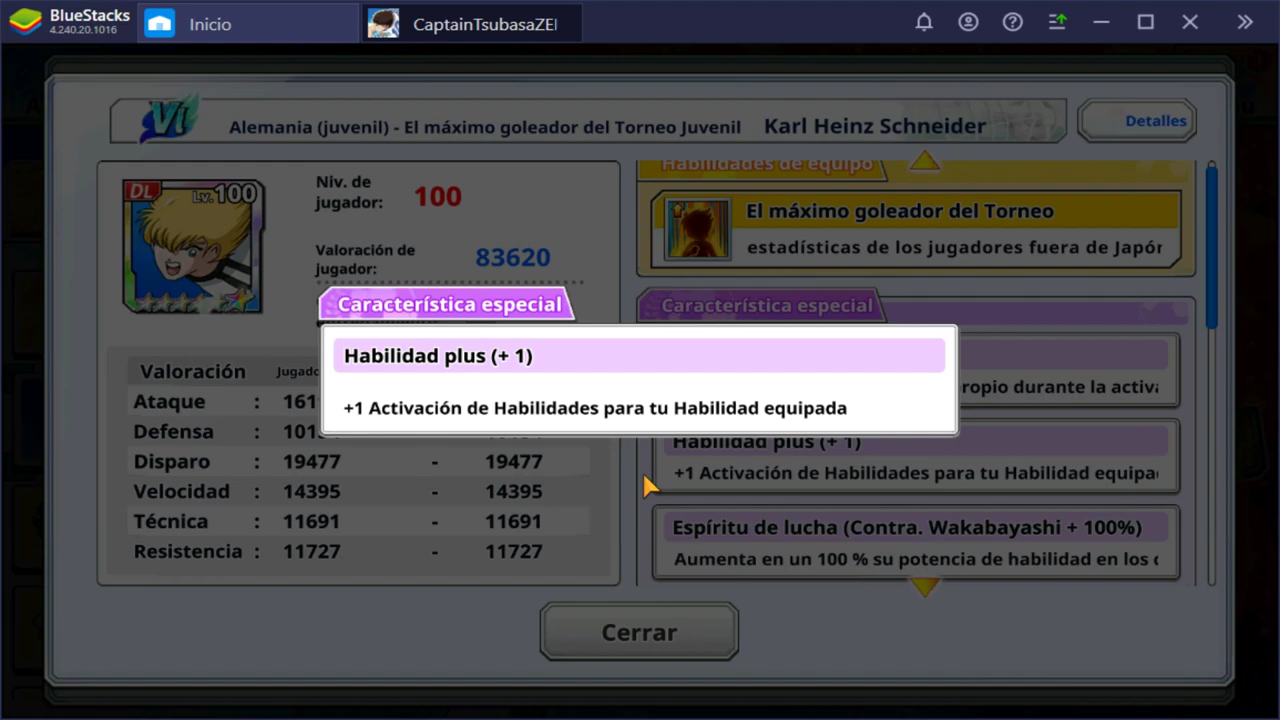 BlueStacks
4.240.20.1016
Inicio
CaptainTsubasaZE
VI
Alemania (juvenil) - El máximo goleador del Torneo Juvenil
Karl Heinz Schneider
Detalles
DL
Lv.100
Niv. de
jugador:
100
Valoración de
jugador:
83620
Habilidades de equipo
El máximo goleador del Torneo
estadísticas de los jugadores fuera de Japón
Característica especial
Habilidad plus (+ 1)
+1 Activación de Habilidades para tu Habilidad equipada
Característica especial
propio durante la activa
Habilidad plus (+ 1)
+1 Activación de Habilidades para tu Habilidad equipa
Espíritu de lucha (Contra. Wakabayashi + 100%)
Aumenta en un 100 % su potencia de habilidad en los
Valoración
Jugado
Ataque :
Defensa :
Disparo : 19477 - 19477
Velocidad : 14395 - 14395
Técnica : 11691 - 11691
Resistencia : 11727 - 11727
Cerrar